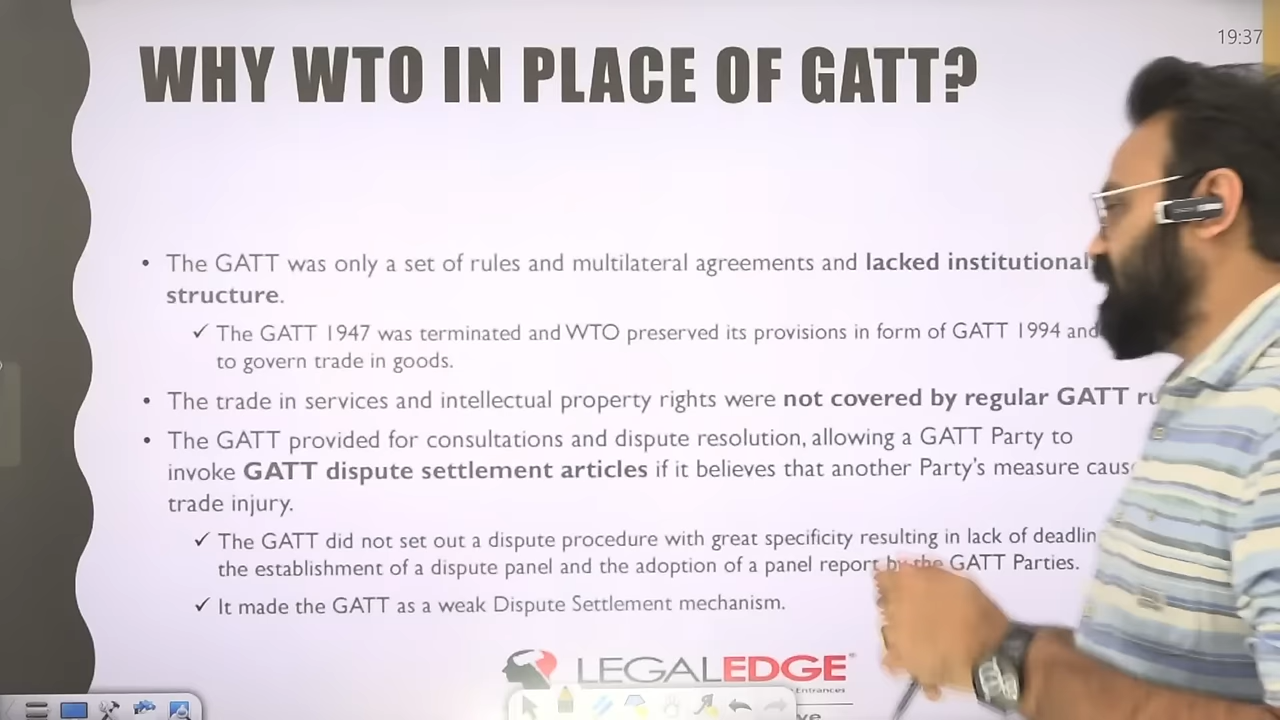 19:37
WHY WTO IN PLACE OF GATT?
• The GATT was only a set of rules and multilateral agreements and lacked institutional
structure.
✓ The GATT 1947 was terminated and WTO preserved its provisions in form of GATT 1994 and
to govern trade in goods.
• The trade in services and intellectual property rights were not covered by regular GATT
• The GATT provided for consultations and dispute resolution, allowing a GATT Party to
invoke GATT dispute settlement articles if it believes that another Party's measure
trade injury.
✓ The GATT did not set out a dispute procedure with great specificity resulting in lack of
the establishment of a dispute panel and the adoption of a panel report by the GATT Parties.
✓ It made the GATT as a weak Dispute Settlement mechanism.
LEGALEDGE
Entrances